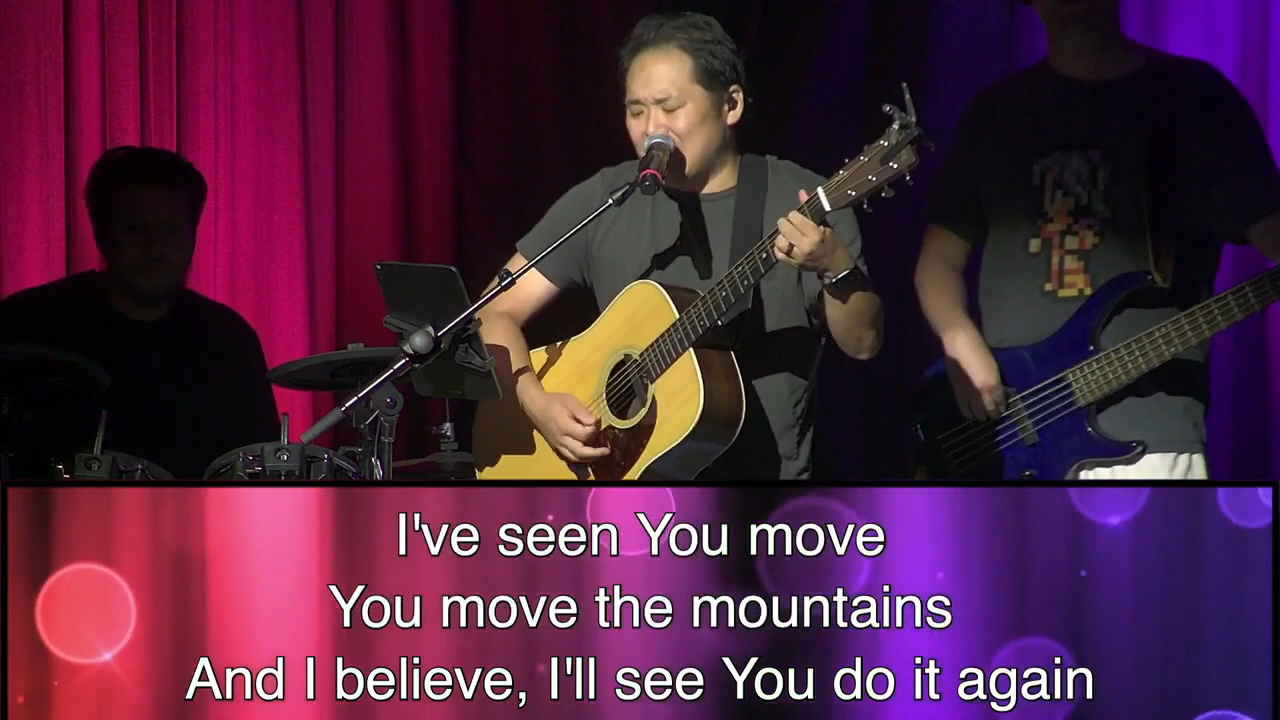 I've seen You move
You move the mountains
And I believe, I'll see You do it again